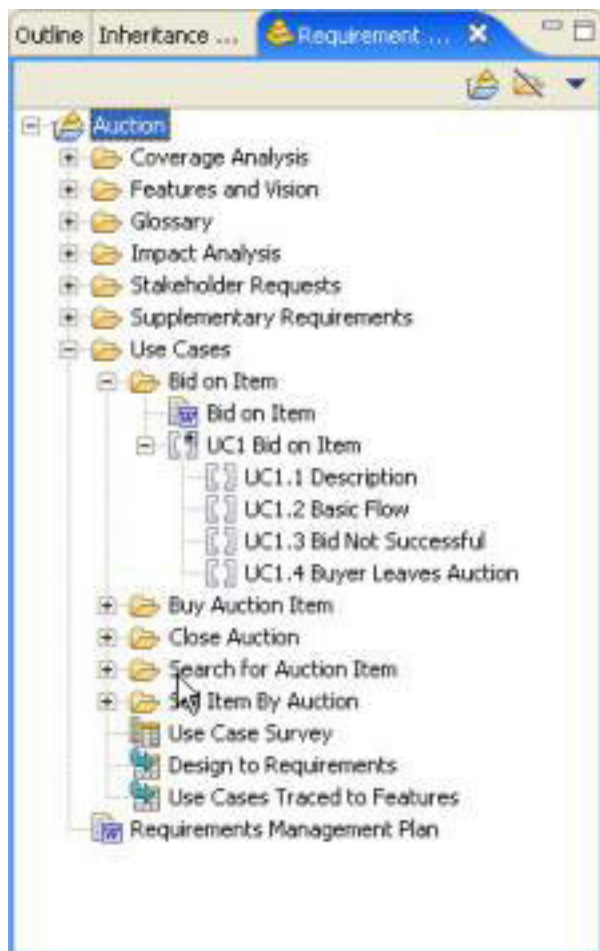 Outline Inheritance ... Requirement ...
Auction
Coverage Analysis
Features and Vision
Glossary
Impact Analysis
Stakeholder Requests
Supplementary Requirements
Use Cases
Bid on Item
Bid on Item
UC1 Bid on Item
UC1.1 Description
UC1.2 Basic Flow
UC1.3 Bid Not Successful
UC1.4 Buyer Leaves Auction
Buy Auction Item
Close Auction
Search for Auction Item
Sell Item By Auction
Use Case Survey
Design to Requirements
Use Cases Traced to Features
Requirements Management Plan